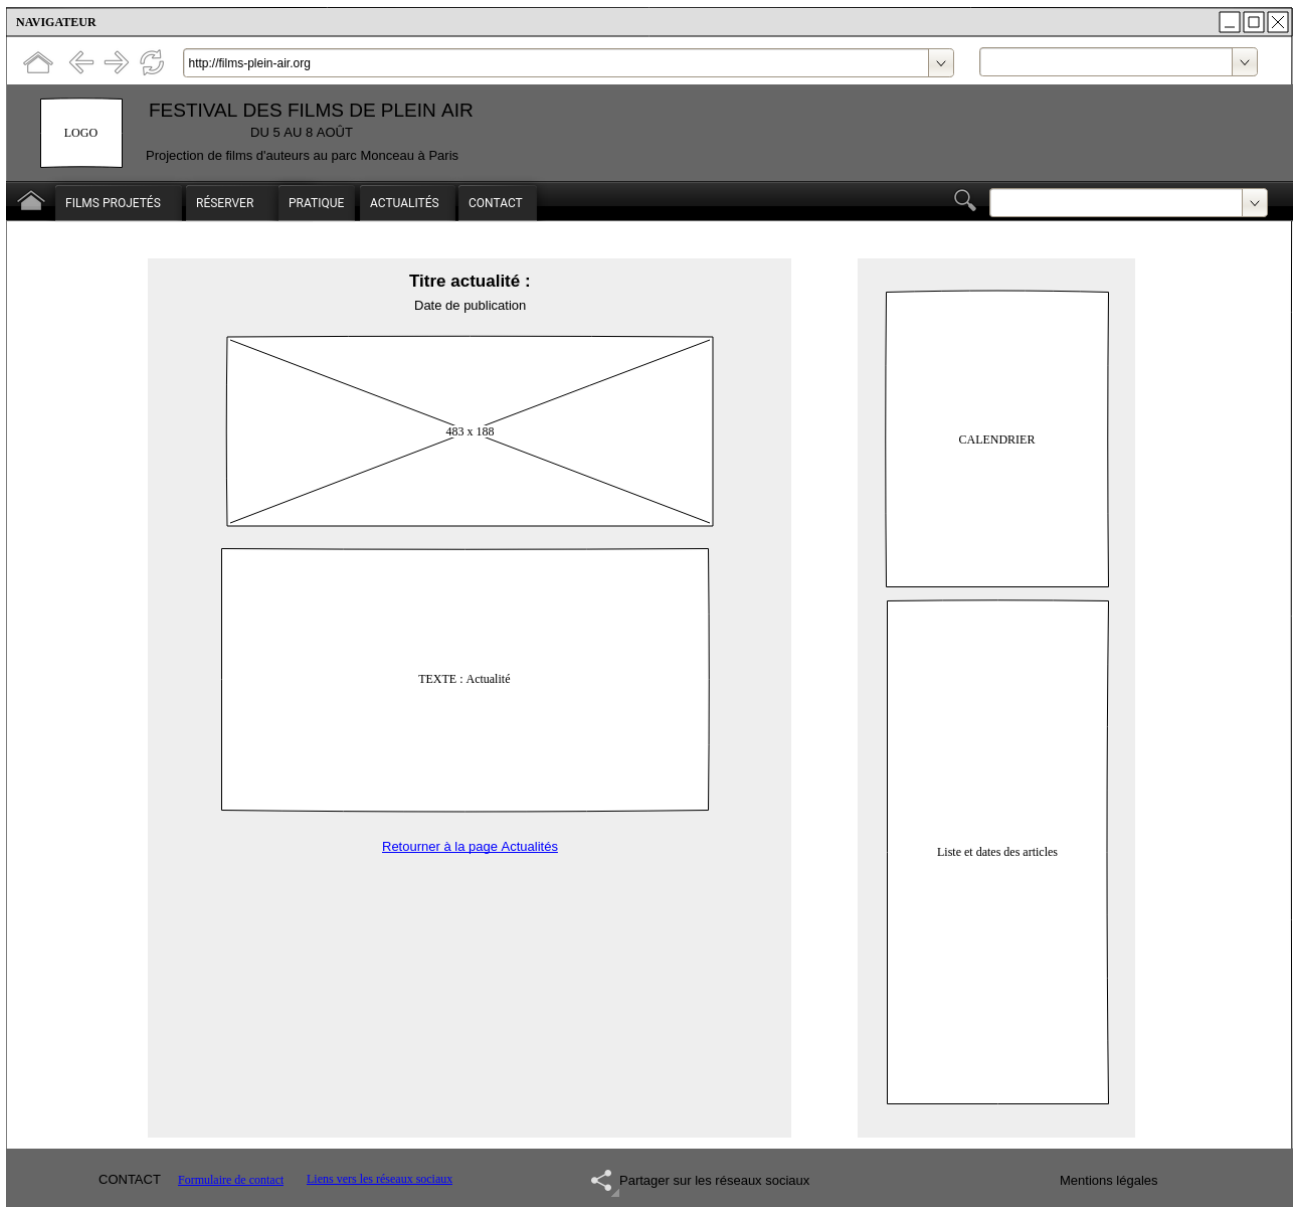 NAVIGATEUR
http://films-plein-air.org
LOGO
FESTIVAL DES FILMS DE PLEIN AIR
DU 5 AU 8 AOÛT
Projection de films d'auteurs au parc Monceau à Paris
FILMS PROJETÉS RÉSERVER PRATIQUE ACTUALITÉS CONTACT
Titre actualité :
Date de publication
483 x 188
TEXTE : Actualité
Retourner à la page Actualités
CALENDRIER
Liste et dates des articles
CONTACT Formulaire de contact Liens vers les réseaux sociaux Partager sur les réseaux sociaux Mentions légales